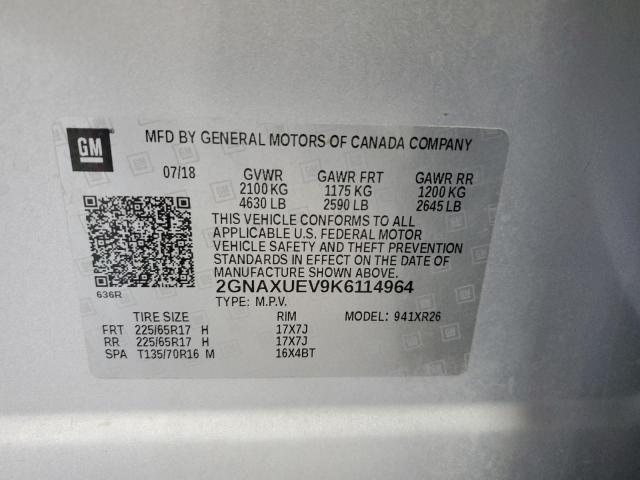 GM
MFD BY GENERAL MOTORS OF CANADA COMPANY
07/18 GVWR GAWR FRT GAWR RR
2100 KG 1175 KG 1200 KG
4630 LB 2590 LB 2645 LB
THIS VEHICLE CONFORMS TO ALL
APPLICABLE U.S. FEDERAL MOTOR
VEHICLE SAFETY AND THEFT PREVENTION
STANDARDS IN EFFECT ON THE DATE OF
MANUFACTURE SHOWN ABOVE.
636R 2GNAXUEV9K6114964
TYPE: M.P.V.
TIRE SIZE RIM MODEL: 941XR26
FRT 225/65R17 H 17X7J
RR 225/65R17 H 17X7J
SPA T135/70R16 M 16X4BT